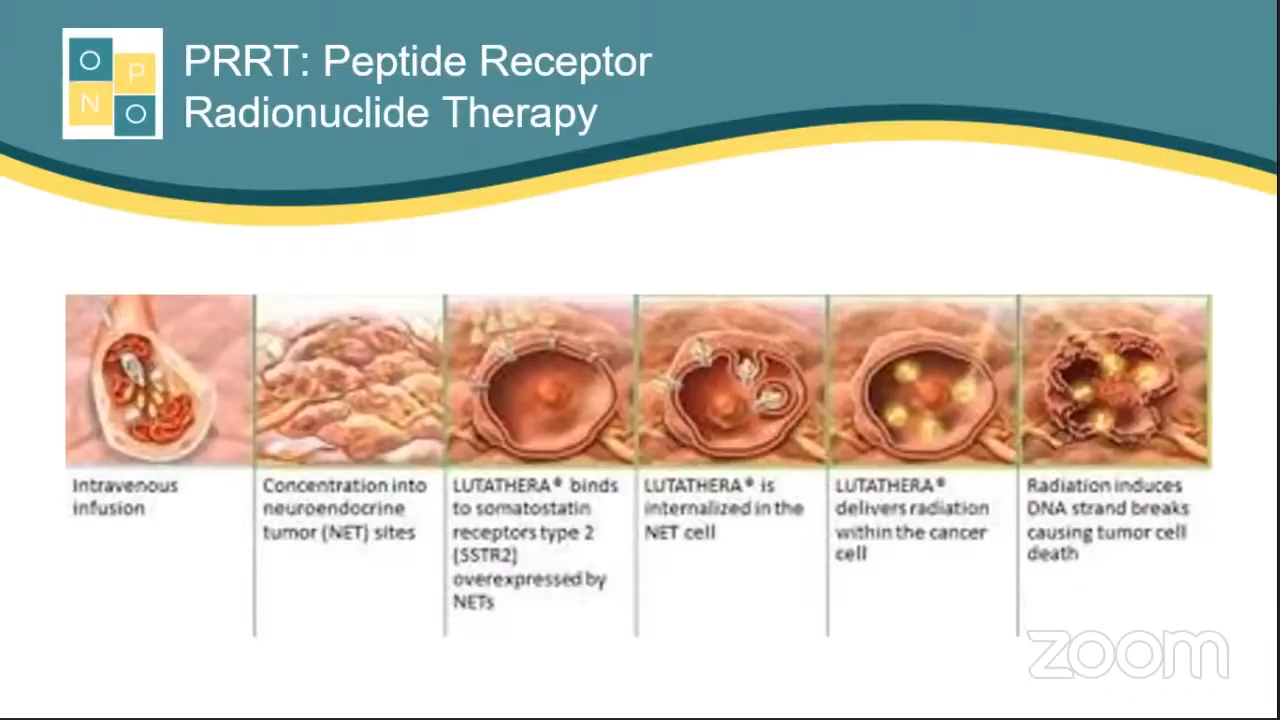 O
P
N
O
PRRT: Peptide Receptor
Radionuclide Therapy
Intravenous
infusion
Concentration into
neuroendocrine
tumor (NET) sites
LUTATHERA® binds
to somatostatin
receptors type 2
(SSTR2)
overexpressed by
NETs
LUTATHERA® is
internalized in the
NET cell
LUTATHERA®
delivers radiation
within the cancer
cell
Radiation induces
DNA strand breaks
causing tumor cell
death
zoom